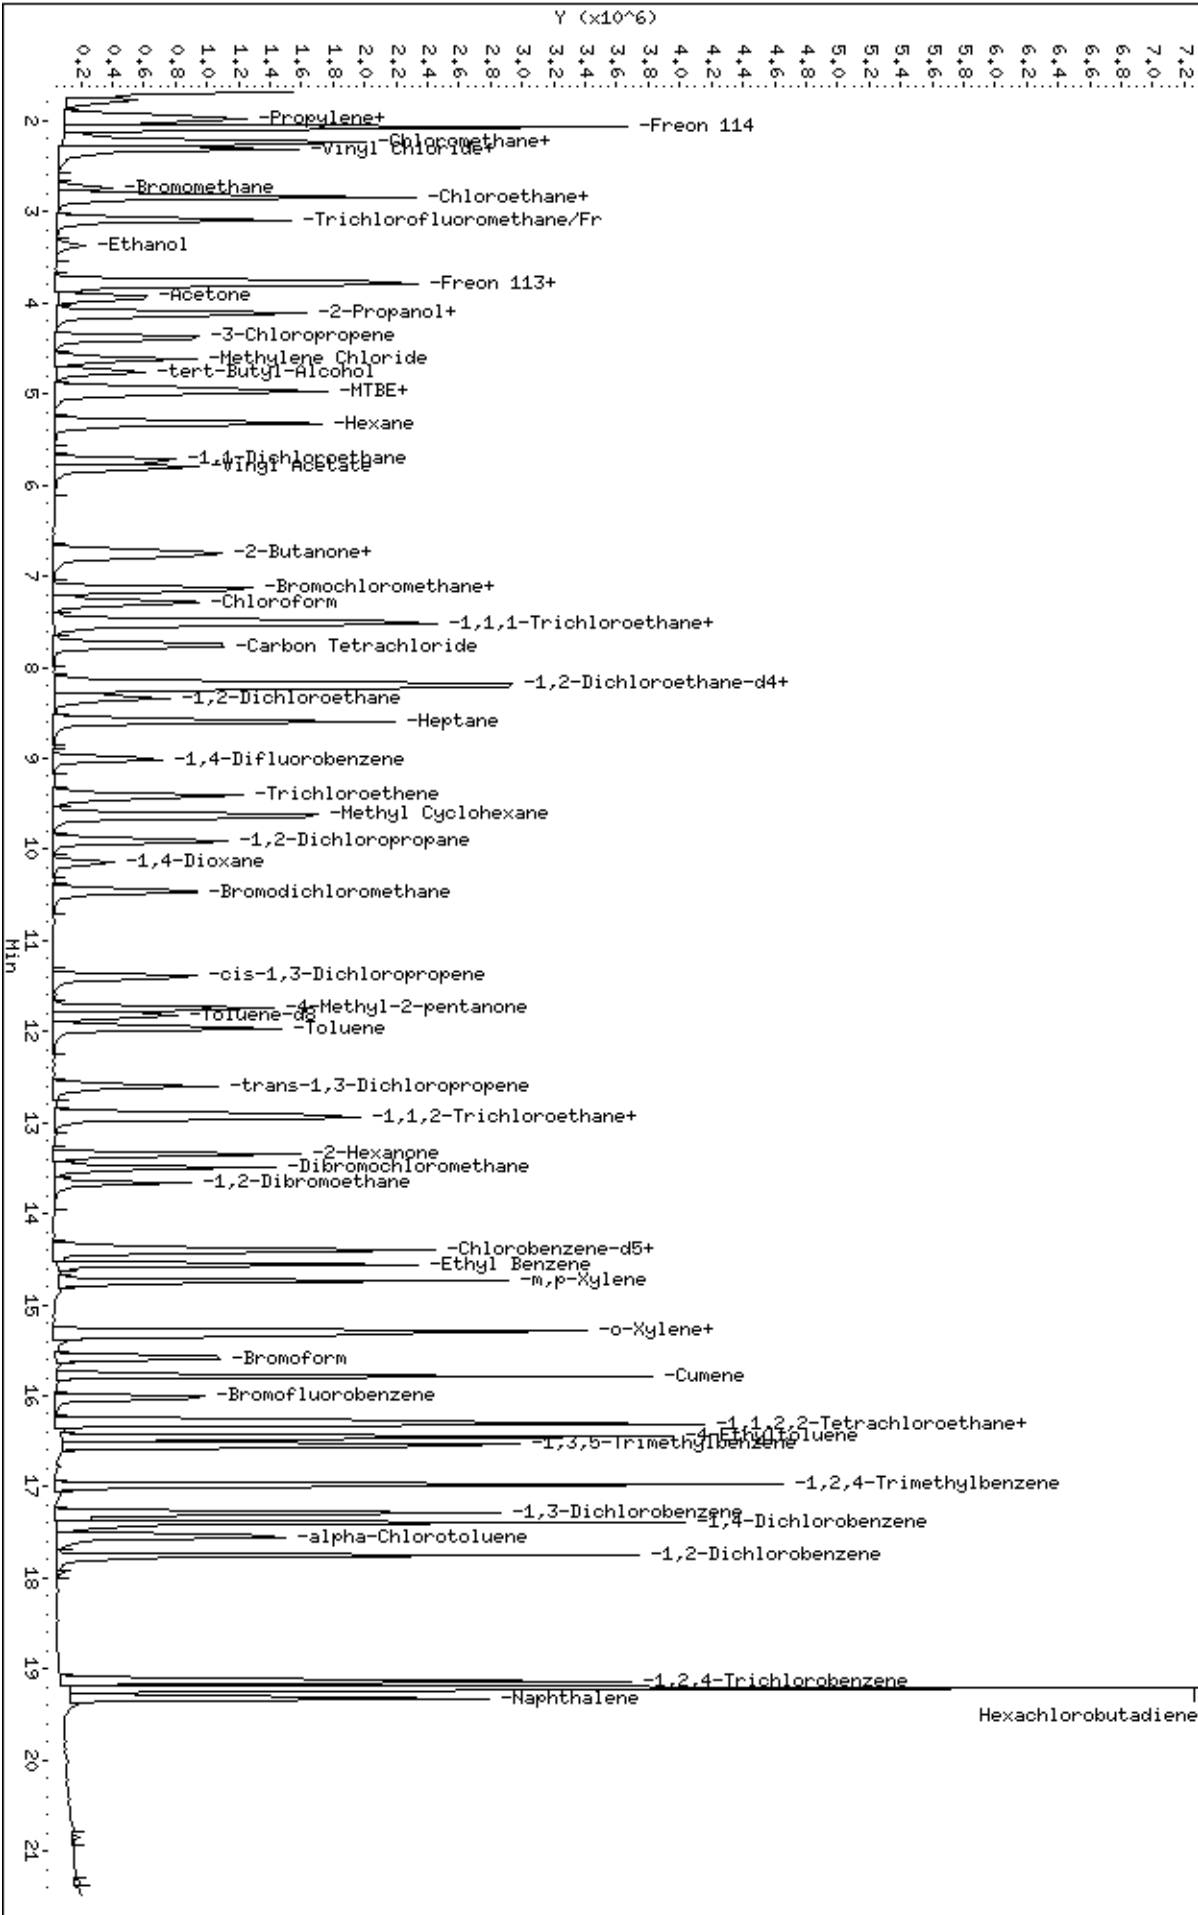 Y (x10^6)
0.2
0.4
0.6
0.8
1.0
1.2
1.4
1.6
1.8
2.0
2.2
2.4
2.6
2.8
3.0
3.2
3.4
3.6
3.8
4.0
4.2
4.4
4.6
4.8
5.0
5.2
5.4
5.6
5.8
6.0
6.2
6.4
6.6
6.8
7.0
7.2
2
3
4
5
6
7
8
9
10
11
12
13
14
15
16
17
18
19
20
21
Min
-Propylene+
-Freon 114
-Chloromethane+
-Vinyl Chloride+
-Bromomethane
-Chloroethane+
-Trichlorofluoromethane/Fr
-Ethanol
-Freon 113+
-Acetone
-2-Propanol+
-3-Chloropropene
-Methylene Chloride
-tert-Butyl-Alcohol
-MTBE+
-Hexane
-1,1-Dichloroethane
-Vinyl Acetate
-2-Butanone+
-Bromochloromethane+
-Chloroform
-1,1,1-Trichloroethane+
-Carbon Tetrachloride
-1,2-Dichloroethane-d4+
-1,2-Dichloroethane
-Heptane
-1,4-Difluorobenzene
-Trichloroethene
-Methyl Cyclohexane
-1,2-Dichloropropane
-1,4-Dioxane
-Bromodichloromethane
-cis-1,3-Dichloropropene
-4-Methyl-2-pentanone
-Toluene-d8
-Toluene
-trans-1,3-Dichloropropene
-1,1,2-Trichloroethane+
-2-Hexanone
-Dibromochloromethane
-1,2-Dibromoethane
-Chlorobenzene-d5+
-Ethyl Benzene
-m,p-Xylene
-o-Xylene+
-Bromoform
-Cumene
-Bromofluorobenzene
-1,1,2,2-Tetrachloroethane+
-4-Ethyltoluene
-1,3,5-Trimethylbenzene
-1,2,4-Trimethylbenzene
-1,3-Dichlorobenzene
-1,4-Dichlorobenzene
-alpha-Chlorotoluene
-1,2-Dichlorobenzene
-1,2,4-Trichlorobenzene
-Naphthalene
Hexachlorobutadiene